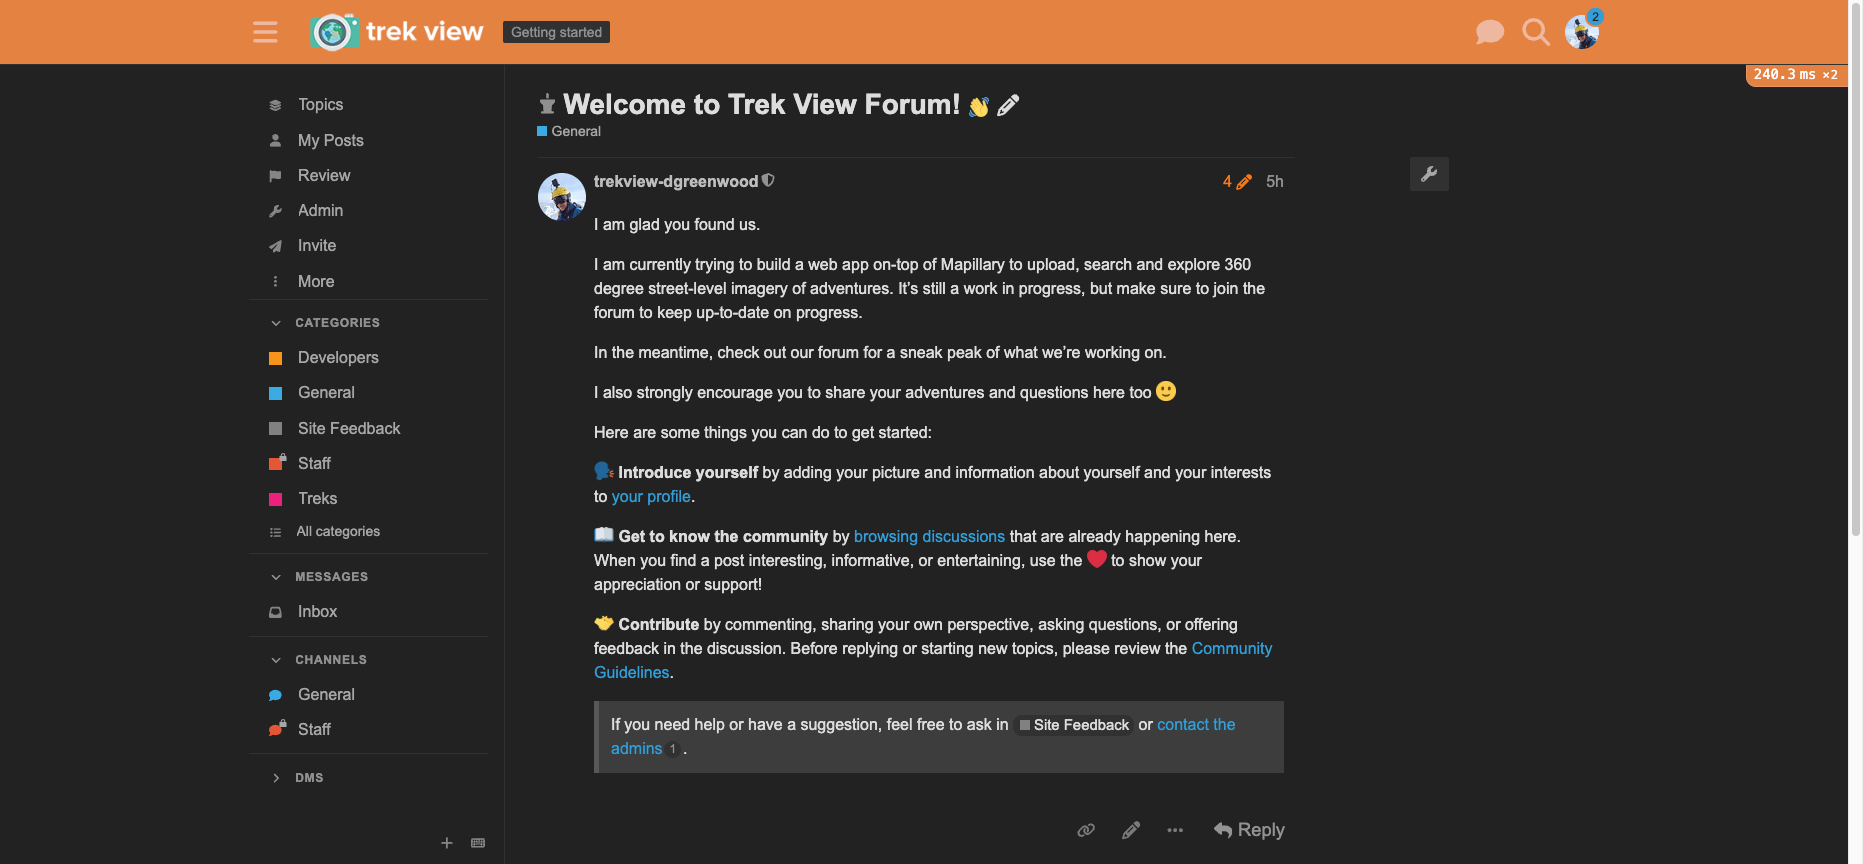 trek view
Getting started
2
240.3 ms ×2
Topics
My Posts
Review
Admin
Invite
More
CATEGORIES
Developers
General
Site Feedback
Staff
Treks
All categories
MESSAGES
Inbox
CHANNELS
General
Staff
DMS
Welcome to Trek View Forum! 👋
General
trekview-dgreenwood
4
5h
I am glad you found us.
I am currently trying to build a web app on-top of Mapillary to upload, search and explore 360
degree street-level imagery of adventures. It’s still a work in progress, but make sure to join the
forum to keep up-to-date on progress.
In the meantime, check out our forum for a sneak peak of what we’re working on.
I also strongly encourage you to share your adventures and questions here too 🙂
Here are some things you can do to get started:
🗣 Introduce yourself by adding your picture and information about yourself and your interests
to your profile.
📖 Get to know the community by browsing discussions that are already happening here.
When you find a post interesting, informative, or entertaining, use the ❤ to show your
appreciation or support!
🤝 Contribute by commenting, sharing your own perspective, asking questions, or offering
feedback in the discussion. Before replying or starting new topics, please review the Community
Guidelines.
If you need help or have a suggestion, feel free to ask in Site Feedback or contact the
admins 1 .
Reply